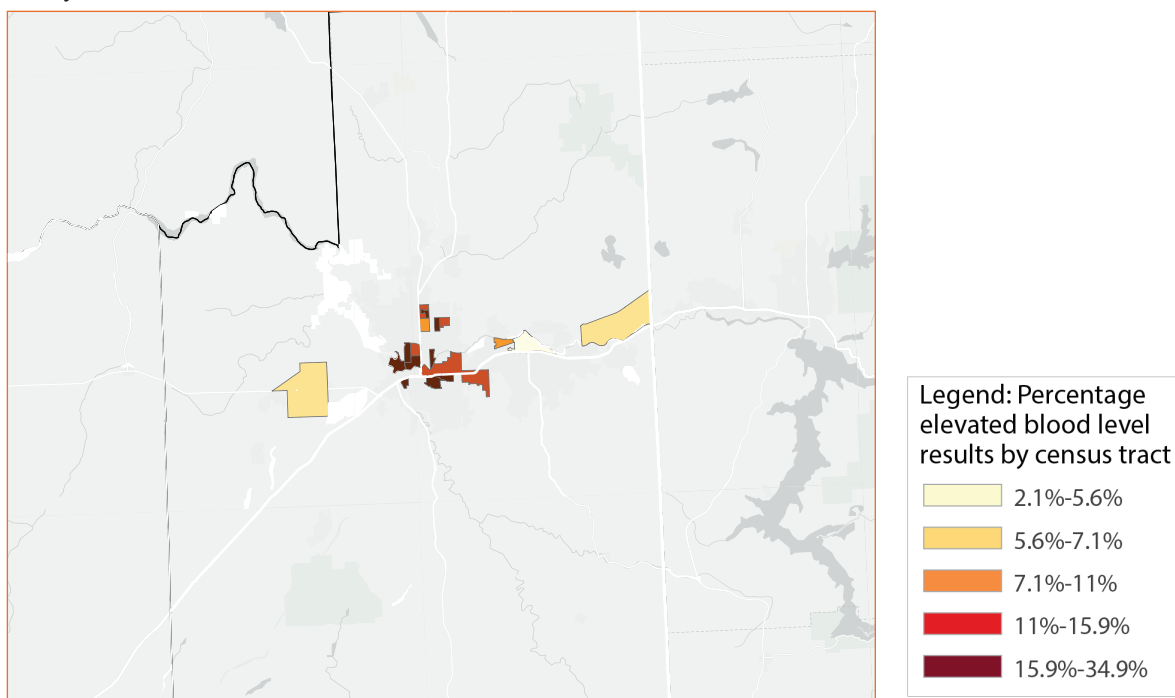 Legend: Percentage
elevated blood level
results by census tract
2.1%-5.6%
5.6%-7.1%
7.1%-11%
11%-15.9%
15.9%-34.9%